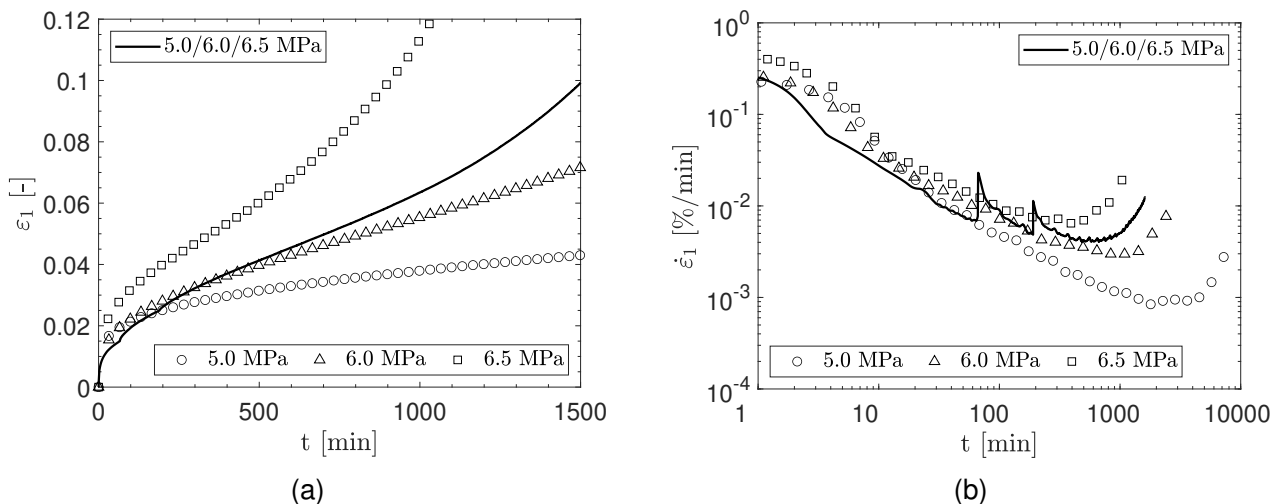 0.12
0.1
0.08
0.06
0.04
0.02
0
ε₁ [-]
5.0/6.0/6.5 MPa
5.0 MPa 6.0 MPa 6.5 MPa
0 500 1000 1500
t [min]
(a)
10⁰
10⁻¹
10⁻²
10⁻³
10⁻⁴
ε̇₁ [%/min]
5.0/6.0/6.5 MPa
5.0 MPa 6.0 MPa 6.5 MPa
1 10 100 1000 10000
t [min]
(b)